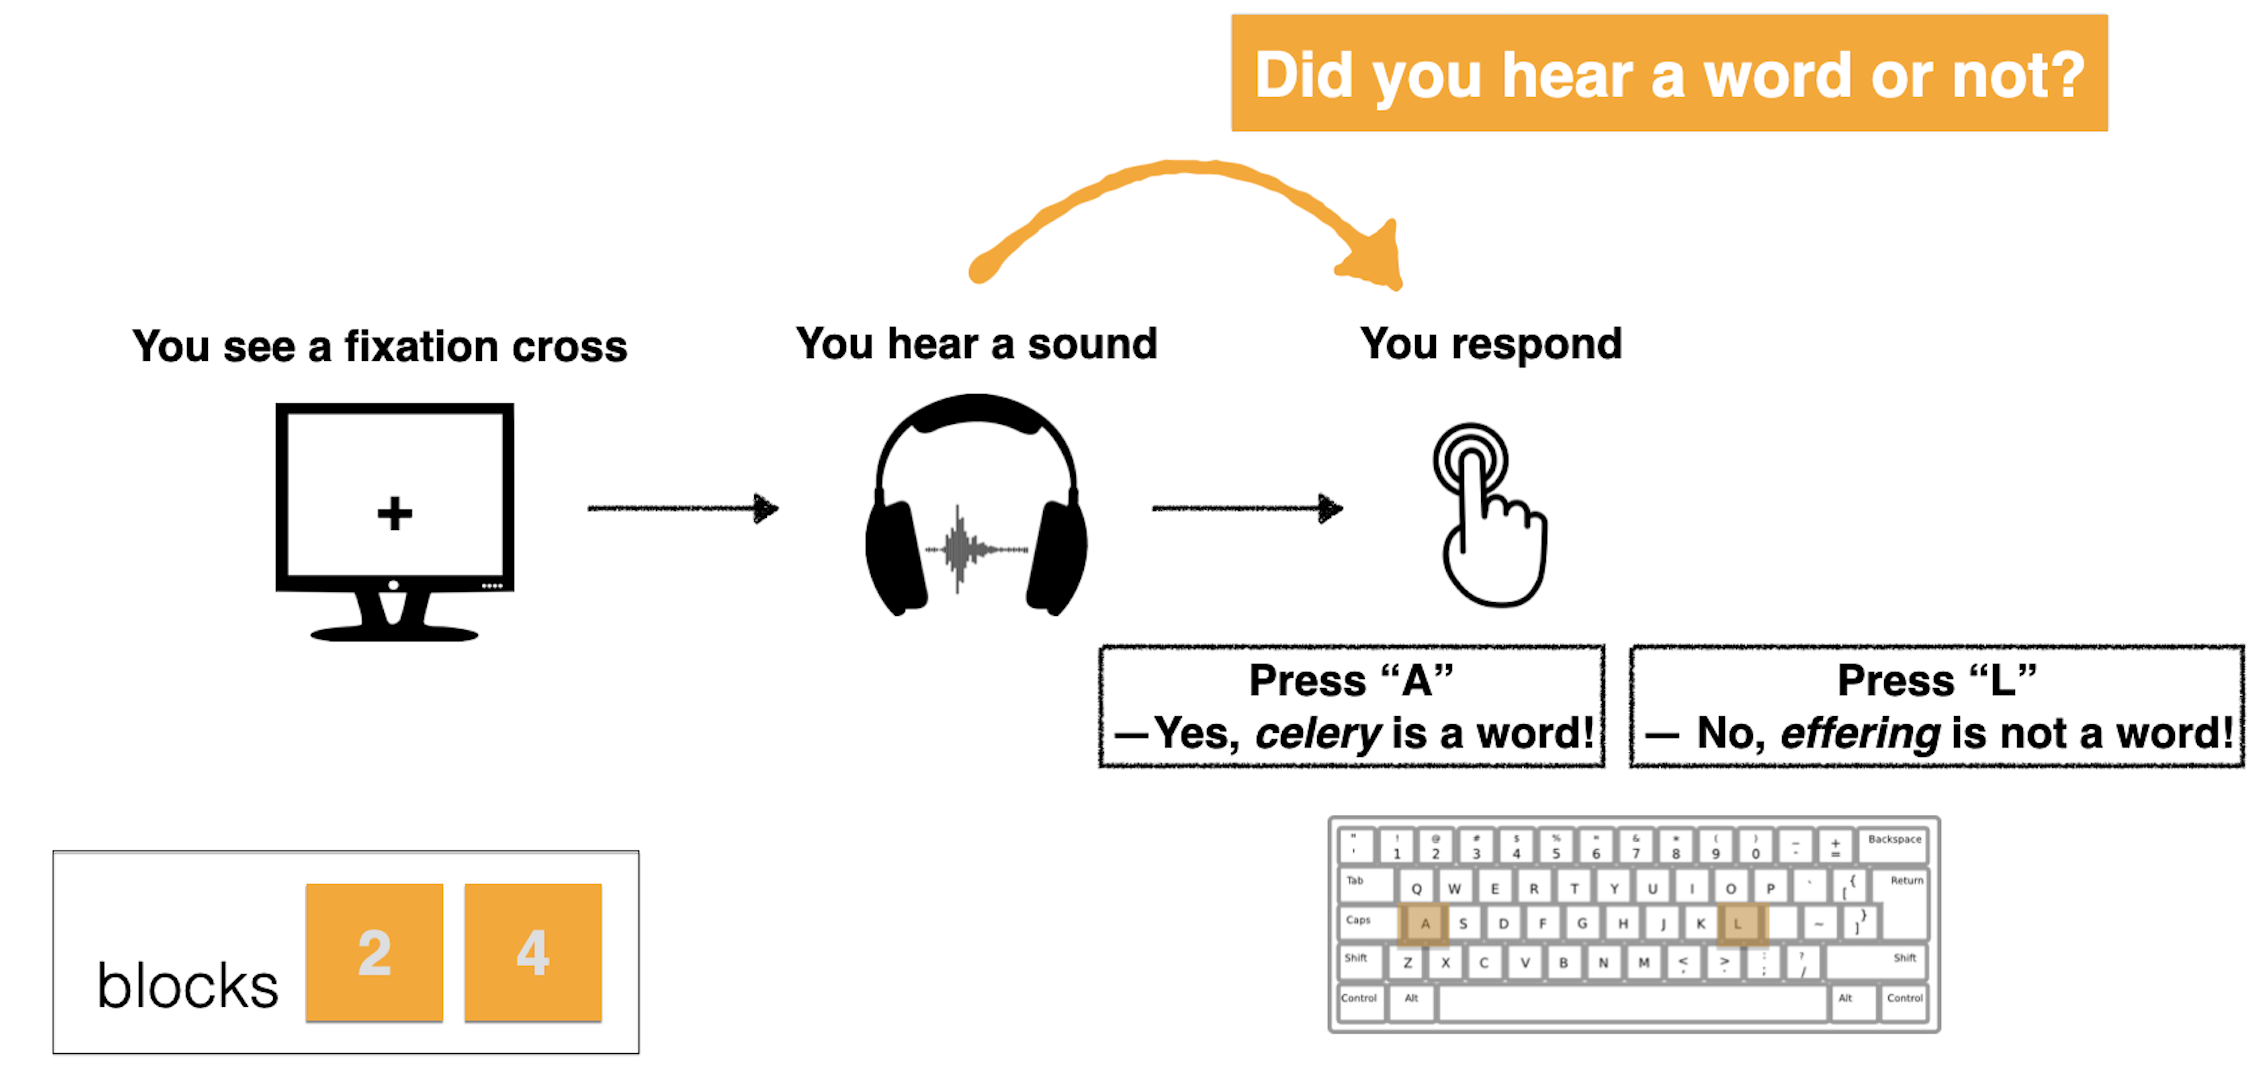 Did you hear a word or not?
You see a fixation cross
You hear a sound
You respond
+
Press “A”
—Yes, celery is a word!
Press “L”
— No, effering is not a word!
blocks 2 4
" ! @ # $ % " & * ( ) _ + Backspace
' 1 2 3 4 5 6 7 8 9 0 - =
Tab Q W E R T Y U I O P ` { [ Return
Caps A S D F G H J K L ~ } ]
Shift Z X C V B N M < , > . : ; ? / Shift
Control Alt Alt Control